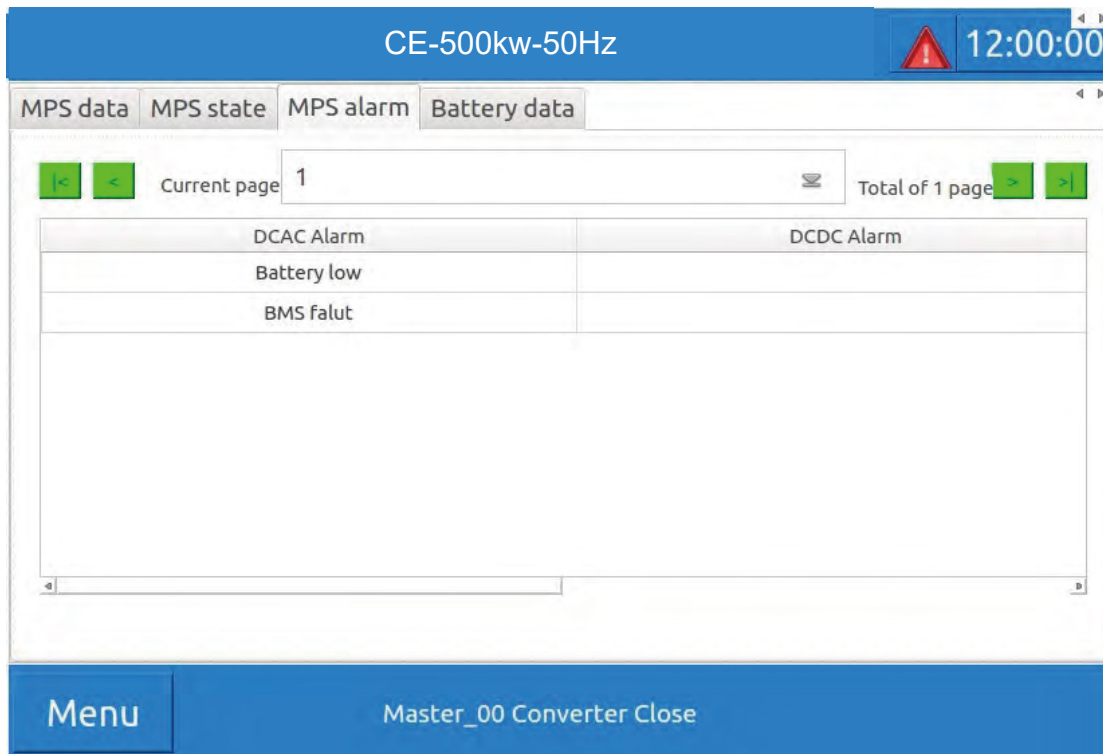 CE-500kw-50Hz
12:00:00
MPS data MPS state MPS alarm Battery data
|< < Current page 1 Total of 1 page > >|
DCAC Alarm DCDC Alarm
Battery low
BMS falut
Menu Master_00 Converter Close